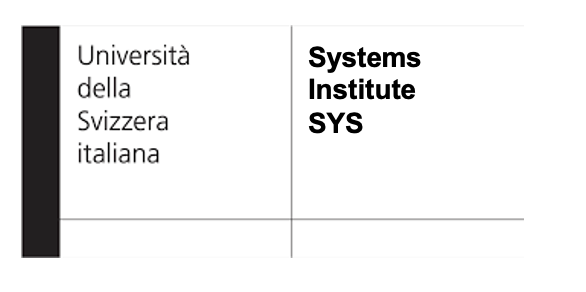 Università
della
Svizzera
italiana
Systems
Institute
SYS